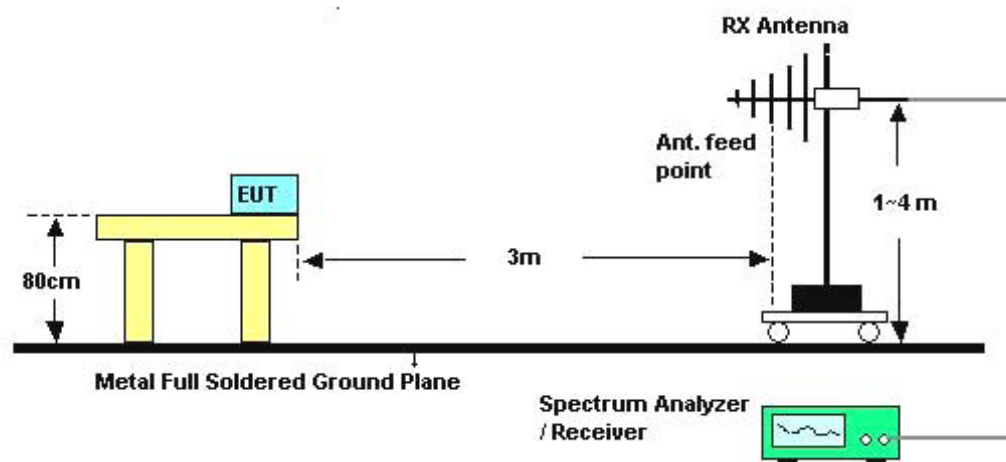 RX Antenna
Ant. feed
point
EUT
1~4 m
3m
80cm
Metal Full Soldered Ground Plane
Spectrum Analyzer
/ Receiver